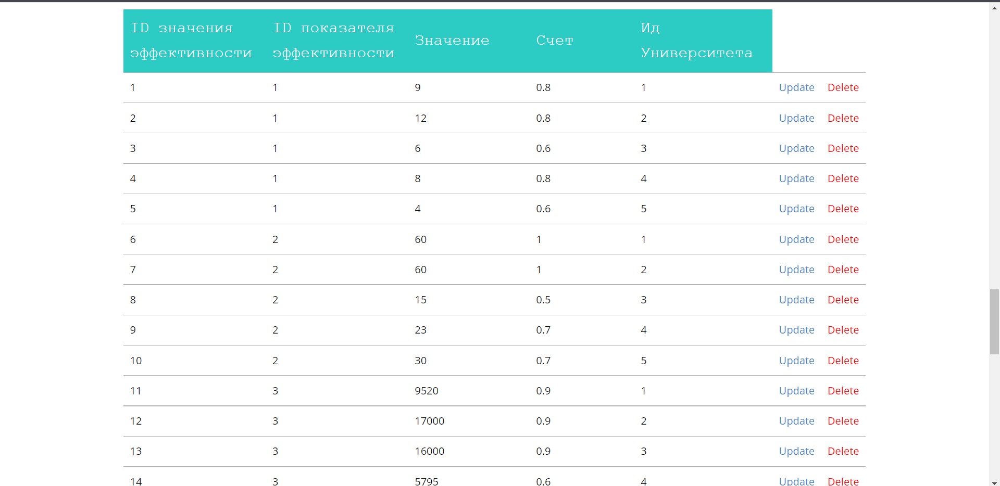 ID значения эффективности ID показателя эффективности Значение Счет Ид Университета
1 1 9 0.8 1 Update Delete
2 1 12 0.8 2 Update Delete
3 1 6 0.6 3 Update Delete
4 1 8 0.8 4 Update Delete
5 1 4 0.6 5 Update Delete
6 2 60 1 1 Update Delete
7 2 60 1 2 Update Delete
8 2 15 0.5 3 Update Delete
9 2 23 0.7 4 Update Delete
10 2 30 0.7 5 Update Delete
11 3 9520 0.9 1 Update Delete
12 3 17000 0.9 2 Update Delete
13 3 16000 0.9 3 Update Delete
14 3 5795 0.6 4 Update Delete